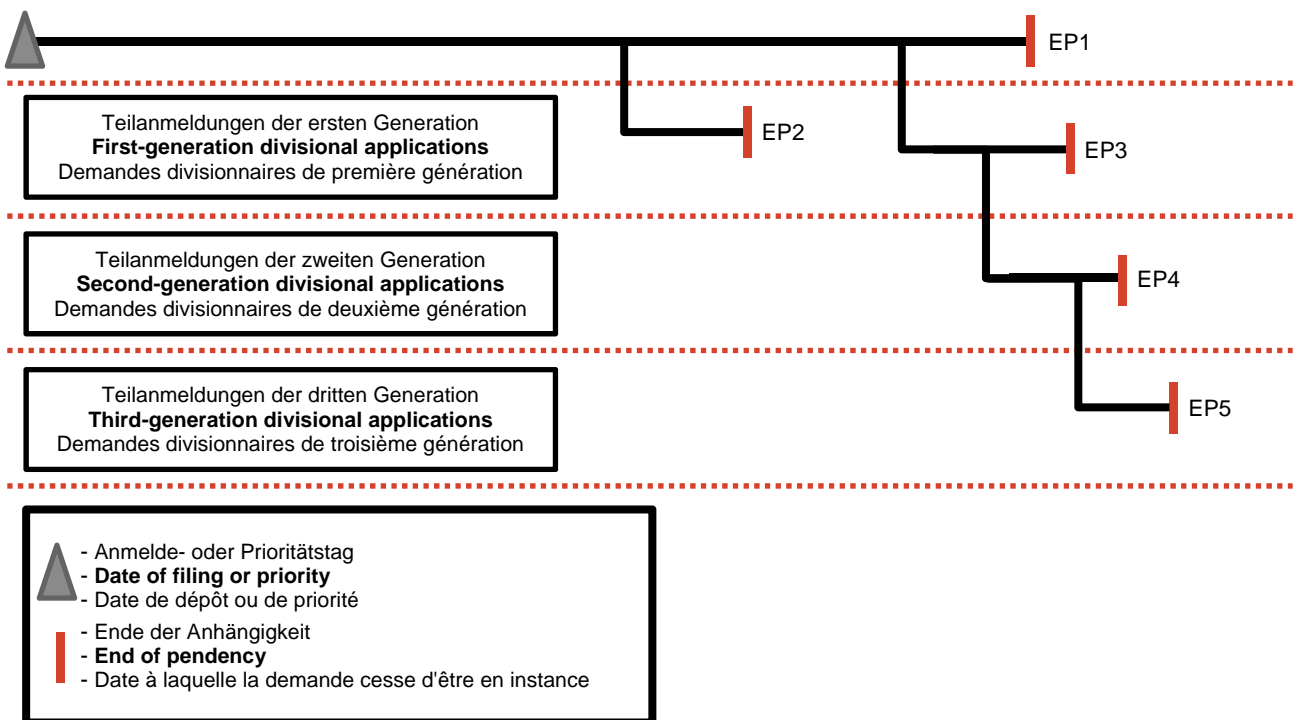 EP1
Teilanmeldungen der ersten Generation
First-generation divisional applications
Demandes divisionnaires de première génération
EP2
EP3
Teilanmeldungen der zweiten Generation
Second-generation divisional applications
Demandes divisionnaires de deuxième génération
EP4
Teilanmeldungen der dritten Generation
Third-generation divisional applications
Demandes divisionnaires de troisième génération
EP5
- Anmelde- oder Prioritätstag
- Date of filing or priority
- Date de dépôt ou de priorité
- Ende der Anhängigkeit
- End of pendency
- Date à laquelle la demande cesse d'être en instance